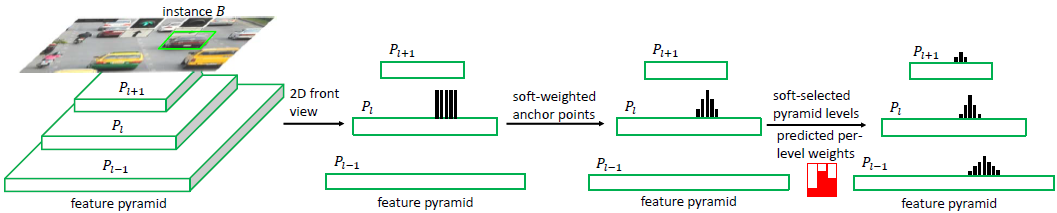 instance B
P_{l+1}
P_l
P_{l−1}
feature pyramid
2D front
view
P_{l+1}
P_l
P_{l−1}
feature pyramid
soft-weighted
anchor points
P_{l+1}
P_l
P_{l−1}
feature pyramid
soft-selected
pyramid levels
predicted per-
level weights
P_{l+1}
P_l
P_{l−1}
feature pyramid